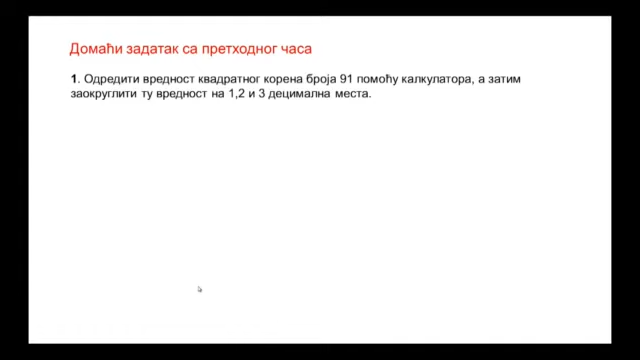 Домаћи задатак са претходног часа
1. Одредити вредност квадратног корена броја 91 помоћу калкулатора, а затим
заокруглити ту вредност на 1,2 и 3 децимална места.